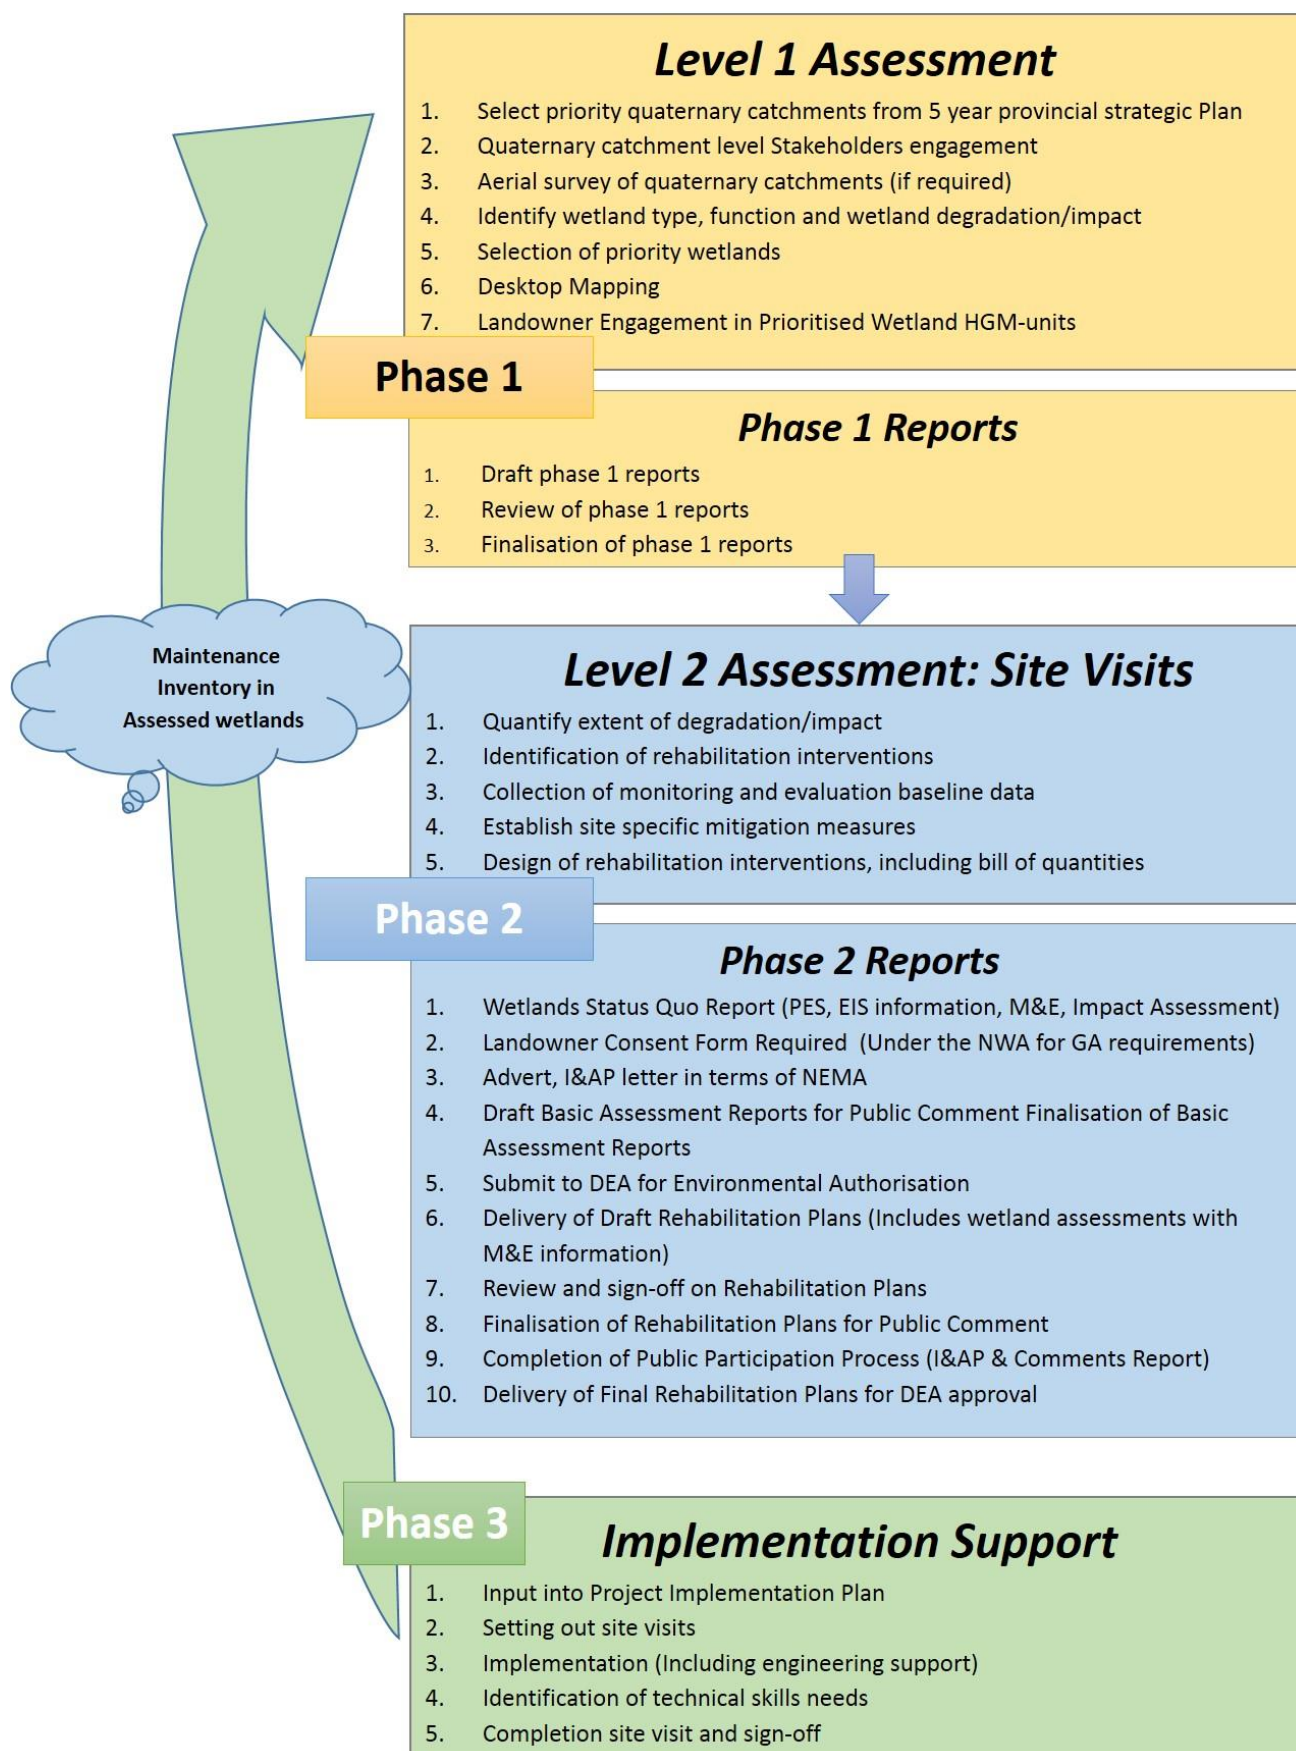 Level 1 Assessment
1. Select priority quaternary catchments from 5 year provincial strategic Plan
2. Quaternary catchment level Stakeholders engagement
3. Aerial survey of quaternary catchments (if required)
4. Identify wetland type, function and wetland degradation/impact
5. Selection of priority wetlands
6. Desktop Mapping
7. Landowner Engagement in Prioritised Wetland HGM-units
Phase 1
Phase 1 Reports
1. Draft phase 1 reports
2. Review of phase 1 reports
3. Finalisation of phase 1 reports
Maintenance
Inventory in
Assessed wetlands
Level 2 Assessment: Site Visits
1. Quantify extent of degradation/impact
2. Identification of rehabilitation interventions
3. Collection of monitoring and evaluation baseline data
4. Establish site specific mitigation measures
5. Design of rehabilitation interventions, including bill of quantities
Phase 2
Phase 2 Reports
1. Wetlands Status Quo Report (PES, EIS information, M&E, Impact Assessment)
2. Landowner Consent Form Required (Under the NWA for GA requirements)
3. Advert, I&AP letter in terms of NEMA
4. Draft Basic Assessment Reports for Public Comment Finalisation of Basic
Assessment Reports
5. Submit to DEA for Environmental Authorisation
6. Delivery of Draft Rehabilitation Plans (Includes wetland assessments with
M&E information)
7. Review and sign-off on Rehabilitation Plans
8. Finalisation of Rehabilitation Plans for Public Comment
9. Completion of Public Participation Process (I&AP & Comments Report)
10. Delivery of Final Rehabilitation Plans for DEA approval
Phase 3
Implementation Support
1. Input into Project Implementation Plan
2. Setting out site visits
3. Implementation (Including engineering support)
4. Identification of technical skills needs
5. Completion site visit and sign-off